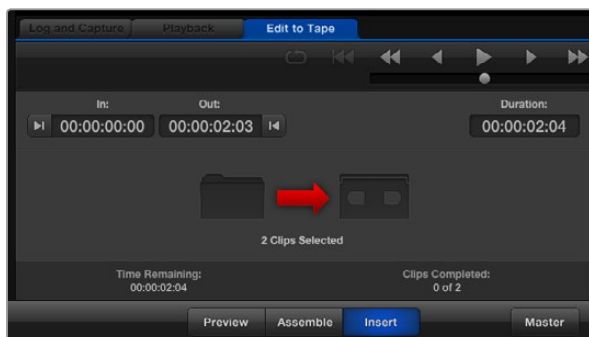 Log and Capture Playback Edit to Tape
In: Out: Duration:
00:00:00:00 00:00:02:03 00:00:02:04
2 Clips Selected
Time Remaining: Clips Completed:
00:00:02:04 0 of 2
Preview Assemble Insert Master